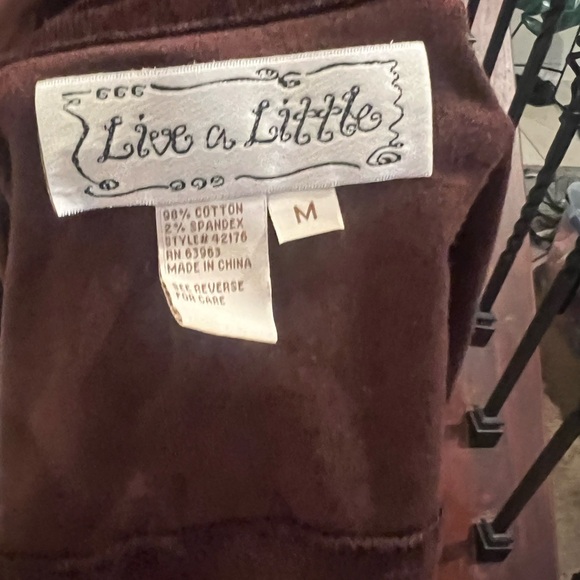 Live a Little
M
98% COTTON
2% SPANDEX
STYLE# 42176
RN 63963
MADE IN CHINA
SEE REVERSE
FOR CARE